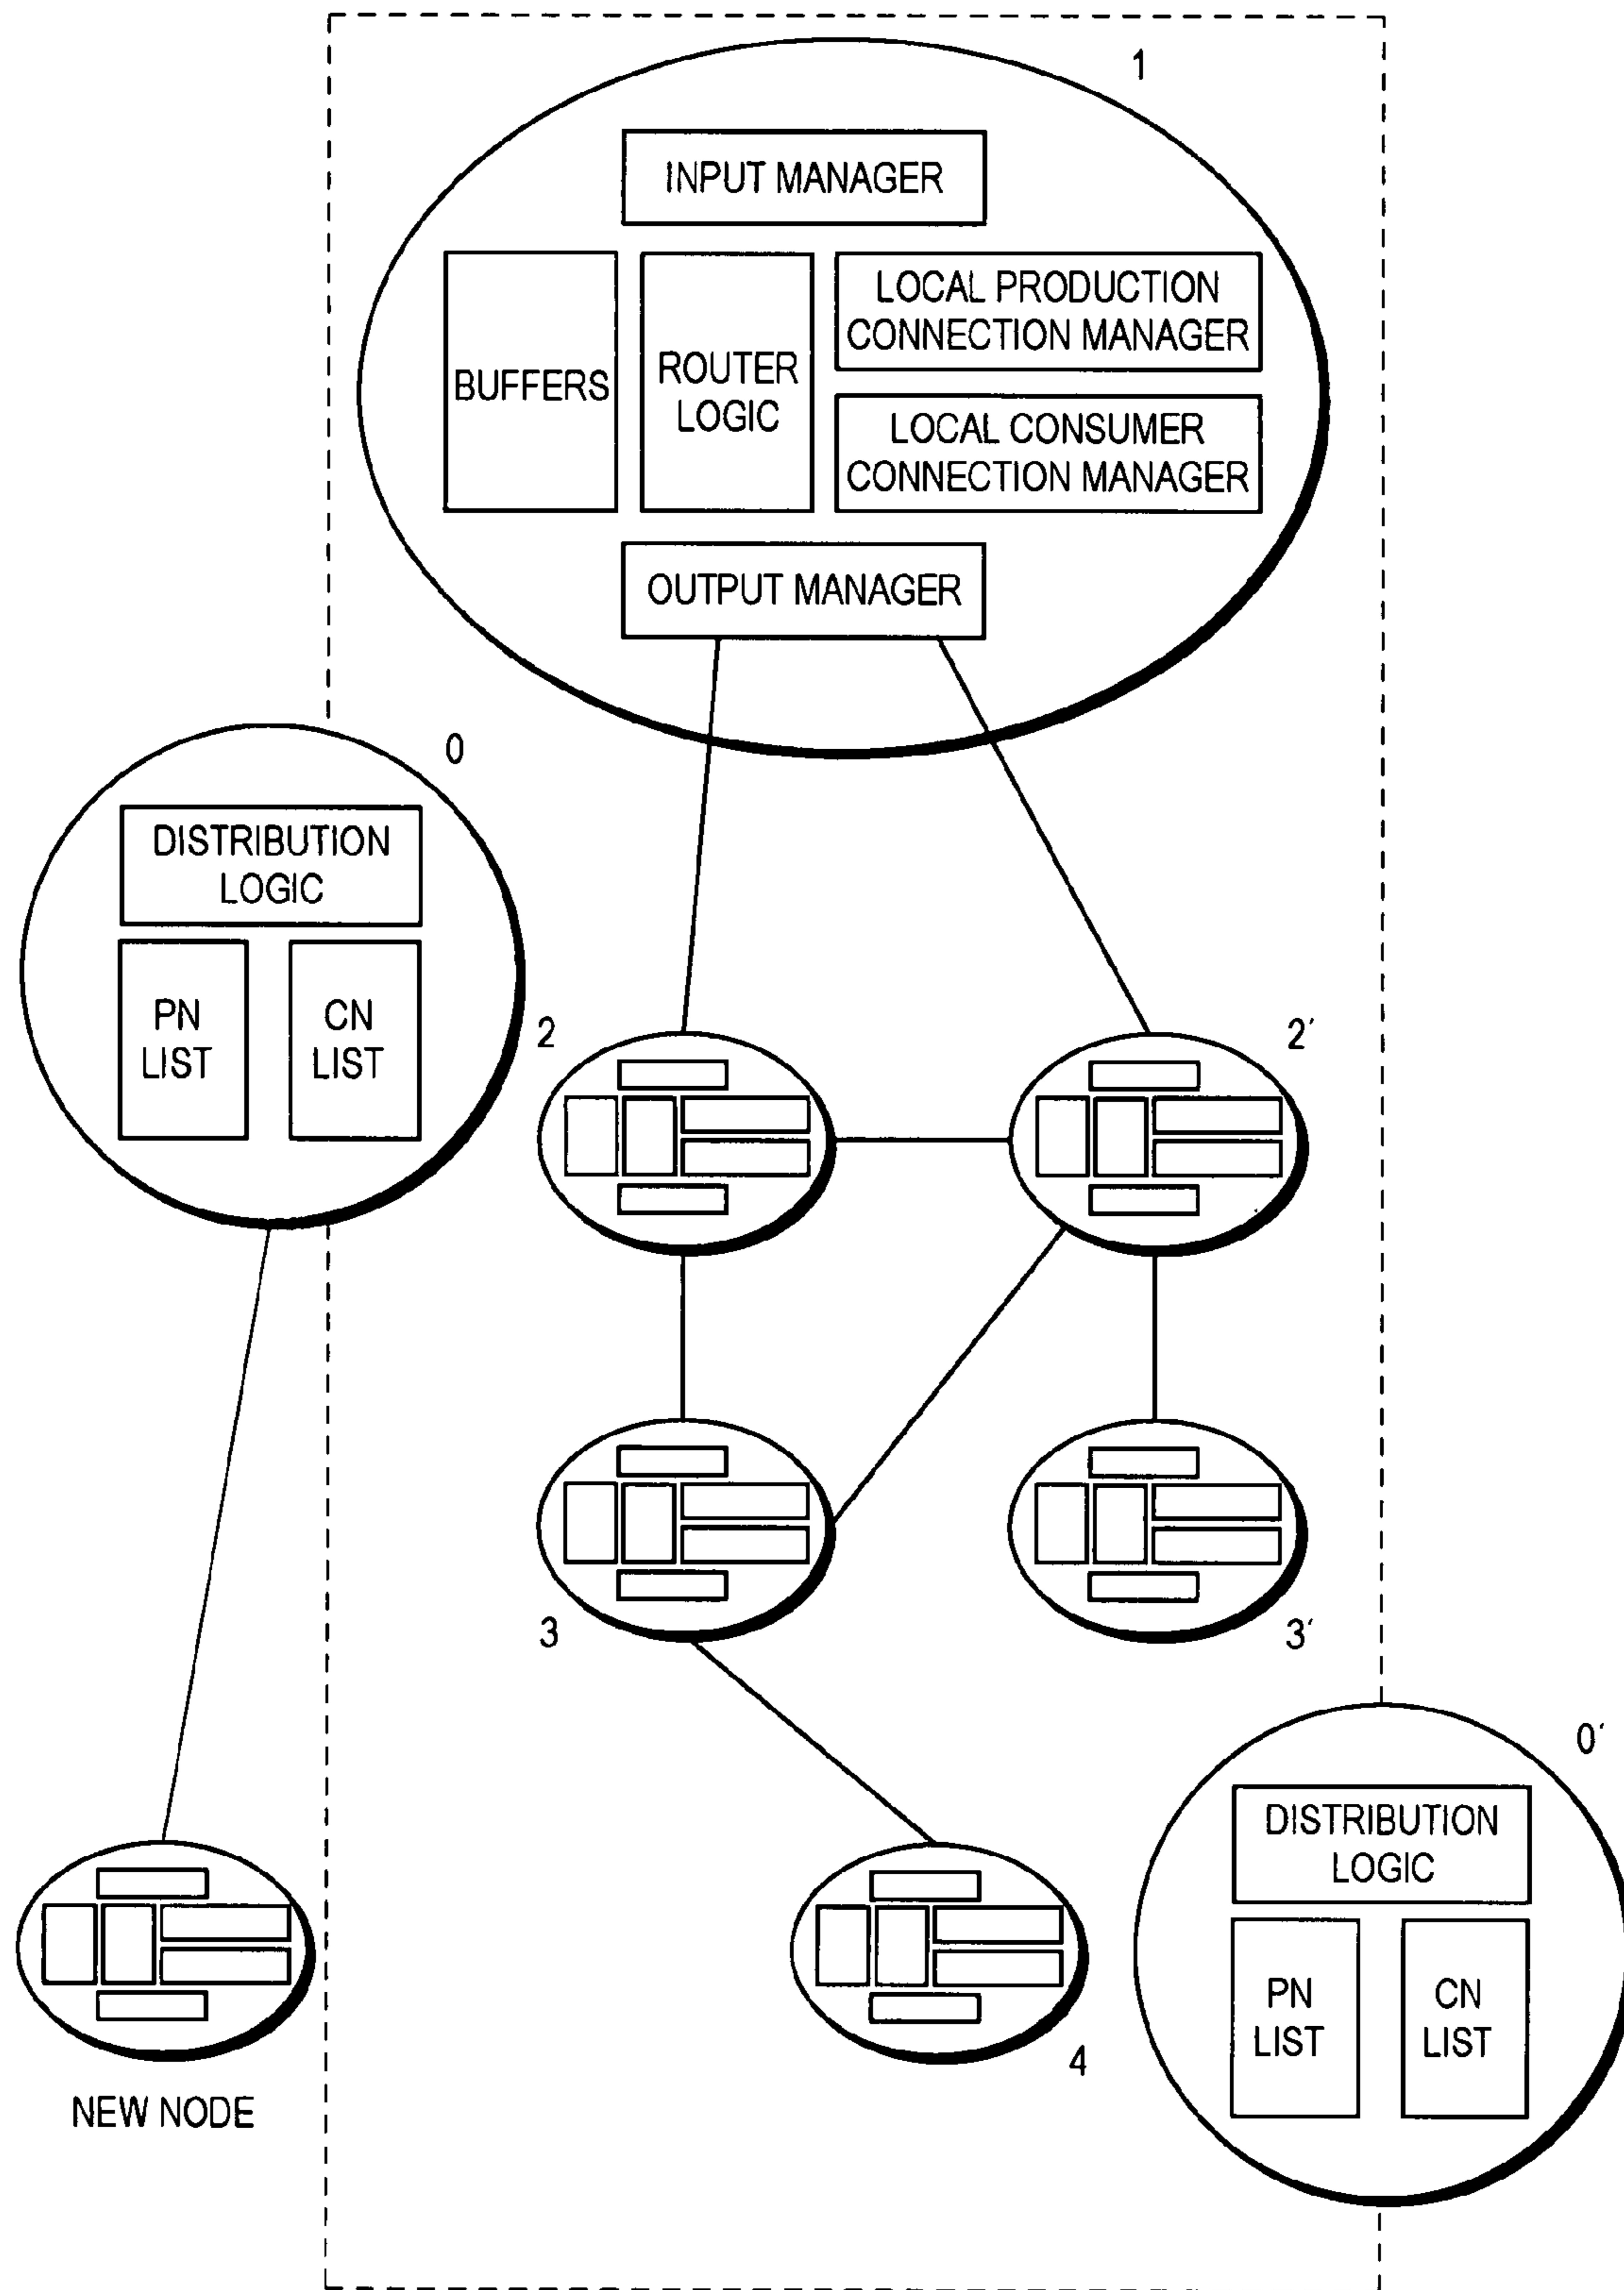 1
INPUT MANAGER
BUFFERS
ROUTER
LOGIC
LOCAL PRODUCTION
CONNECTION MANAGER
LOCAL CONSUMER
CONNECTION MANAGER
OUTPUT MANAGER
0
DISTRIBUTION
LOGIC
PN
LIST
CN
LIST
2
2'
3
3'
0'
DISTRIBUTION
LOGIC
PN
LIST
CN
LIST
4
NEW NODE